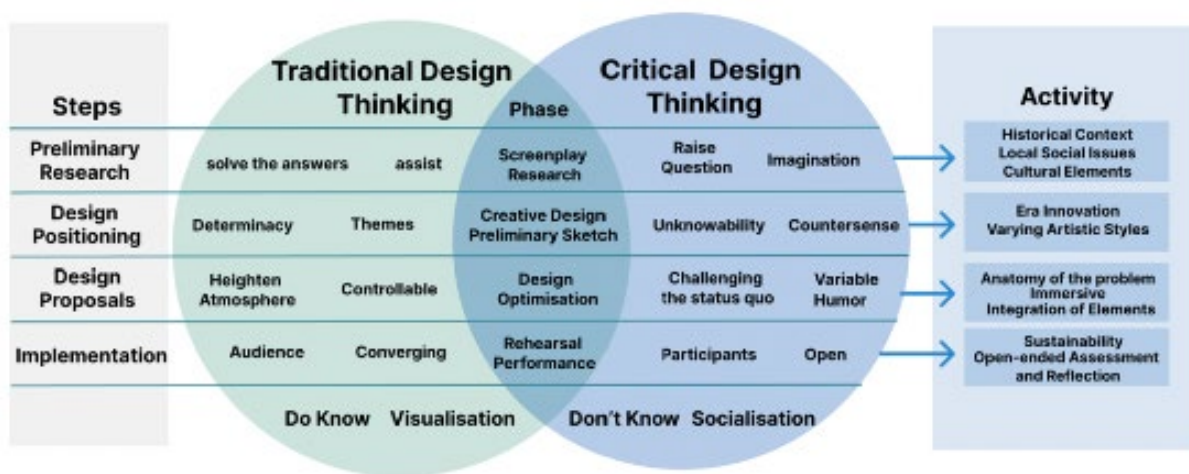 Traditional Design
Thinking
Critical Design
Thinking
Steps
Phase
Activity
Preliminary
Research
solve the answers
assist
Screenplay
Research
Raise
Question
Imagination
Historical Context
Local Social Issues
Cultural Elements
Design
Positioning
Determinacy
Themes
Creative Design
Preliminary Sketch
Unknowability
Countersense
Era Innovation
Varying Artistic Styles
Design
Proposals
Heighten
Atmosphere
Controllable
Design
Optimisation
Challenging
the status quo
Variable
Humor
Anatomy of the problem
Immersive
Integration of Elements
Implementation
Audience
Converging
Rehearsal
Performance
Participants
Open
Sustainability
Open-ended Assessment
and Reflection
Do Know
Visualisation
Don't Know
Socialisation